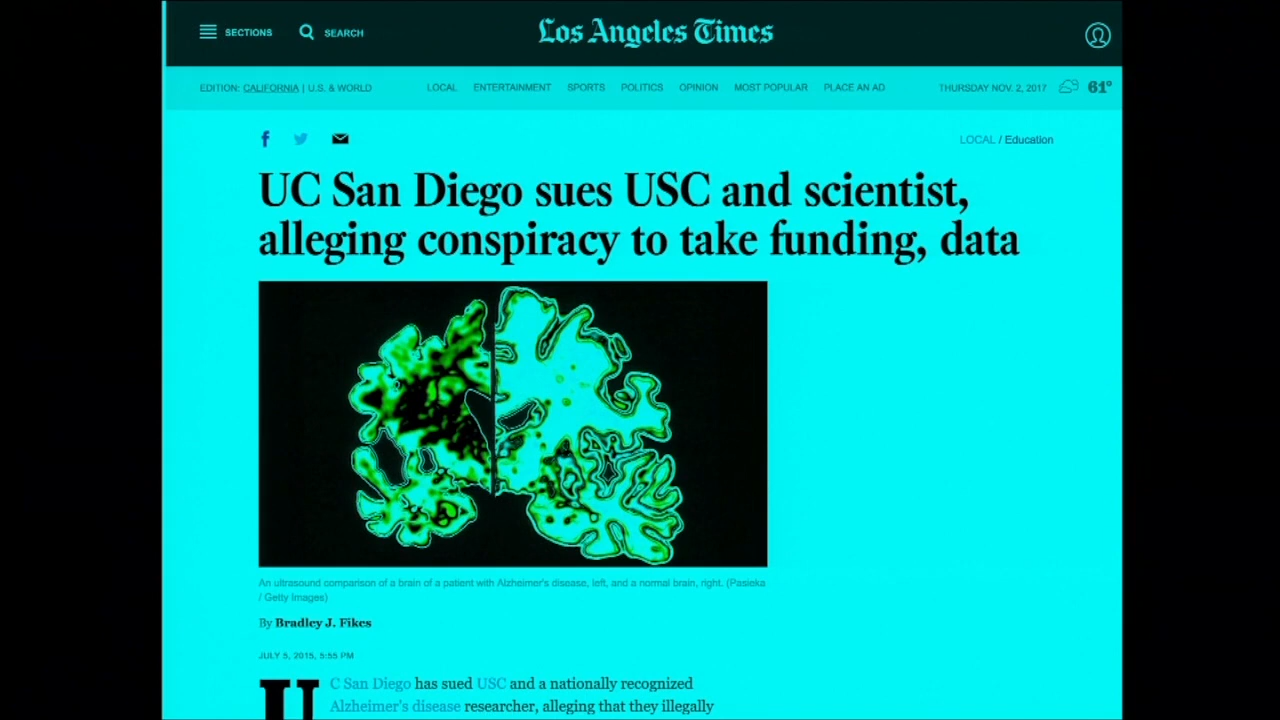 SECTIONS SEARCH Los Angeles Times
EDITION: CALIFORNIA | U.S. & WORLD LOCAL ENTERTAINMENT SPORTS POLITICS OPINION MOST POPULAR PLACE AN AD THURSDAY NOV. 2, 2017 61°
LOCAL / Education
UC San Diego sues USC and scientist,
alleging conspiracy to take funding, data
An ultrasound comparison of a brain of a patient with Alzheimer's disease, left, and a normal brain, right. (Pasieka
/ Getty Images)
By Bradley J. Fikes
JULY 5, 2015, 5:55 PM
UC San Diego has sued USC and a nationally recognized
Alzheimer's disease researcher, alleging that they illegally